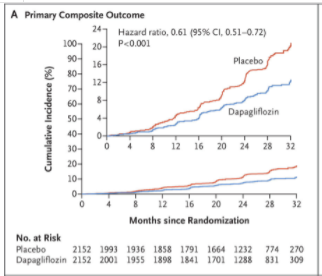 A Primary Composite Outcome
Hazard ratio, 0.61 (95% CI, 0.51–0.72)
P<0.001
24
20
16
12
8
4
0
0 4 8 12 16 20 24 28 32
Placebo
Dapagliflozin
Cumulative Incidence (%)
100
90
80
70
60
50
40
30
20
10
0
0 4 8 12 16 20 24 28 32
Months since Randomization
No. at Risk
Placebo 2152 1993 1936 1858 1791 1664 1232 774 270
Dapagliflozin 2152 2001 1955 1898 1841 1701 1288 831 309